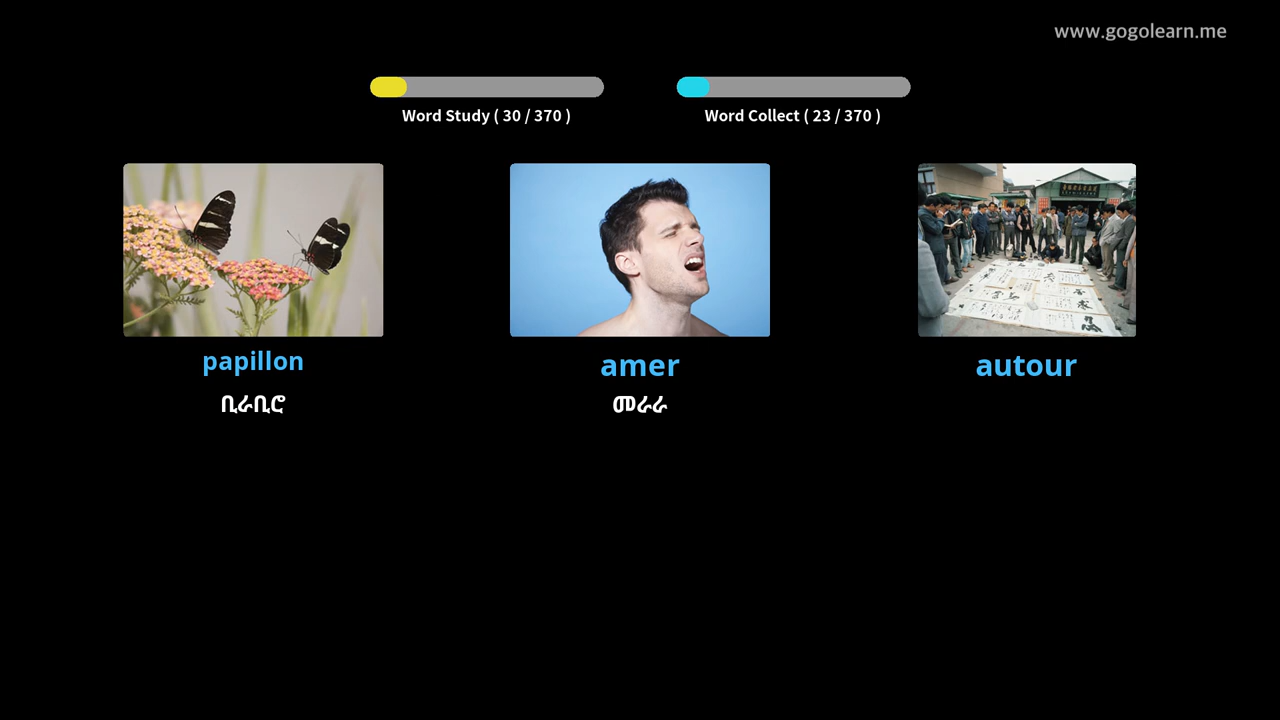 www.gogolearn.me
Word Study ( 30 / 370 )
Word Collect ( 23 / 370 )
papillon
amer
autour
ቢራቢሮ
መራራ